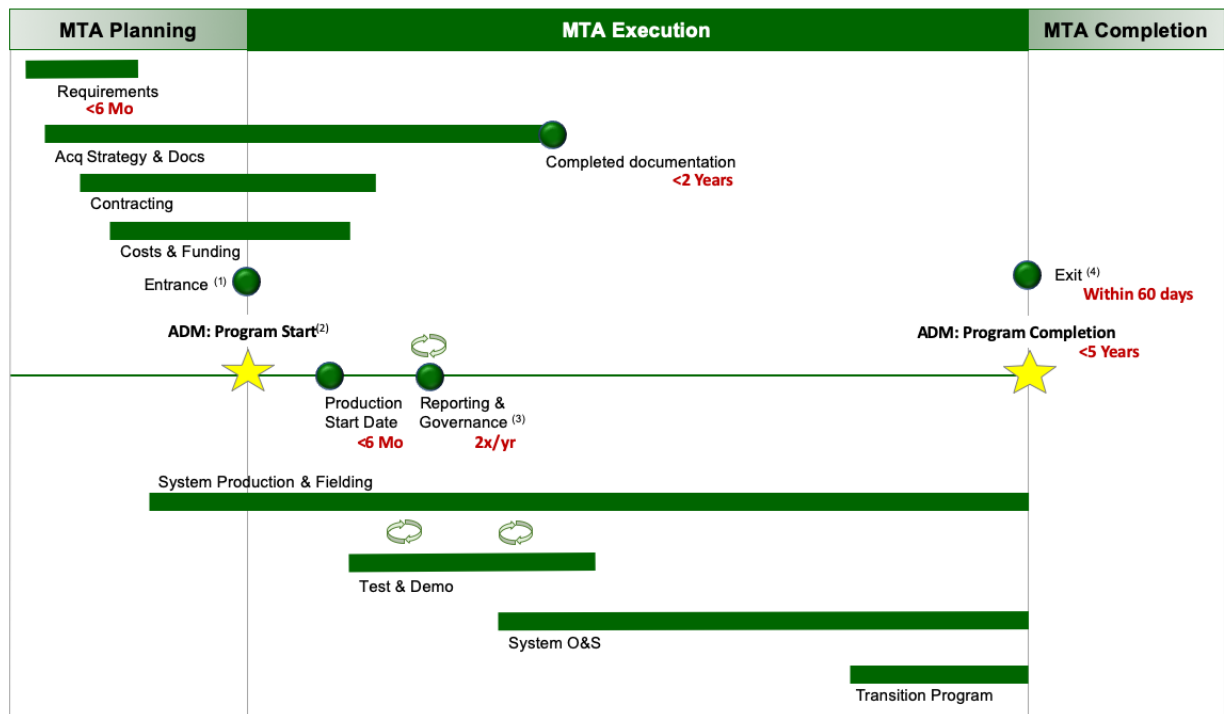 MTA Planning
MTA Execution
MTA Completion
Requirements
<6 Mo
Acq Strategy & Docs
Completed documentation
<2 Years
Contracting
Costs & Funding
Entrance (1)
Exit (4)
Within 60 days
ADM: Program Start(2)
ADM: Program Completion
<5 Years
Production
Start Date
<6 Mo
Reporting &
Governance (3)
2x/yr
System Production & Fielding
Test & Demo
System O&S
Transition Program